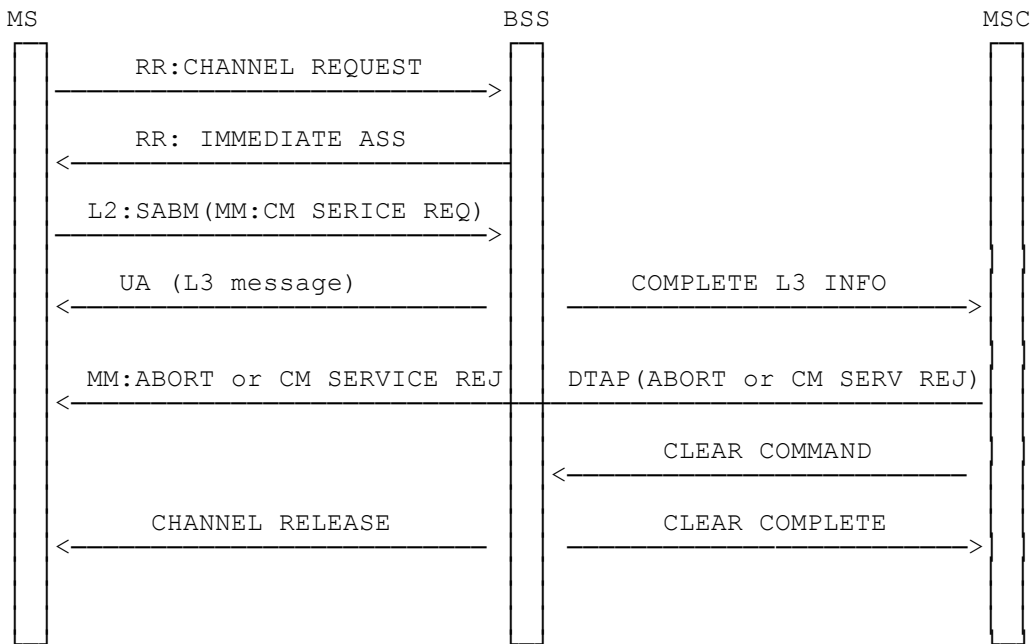 MS BSS MSC
RR:CHANNEL REQUEST
RR: IMMEDIATE ASS
L2:SABM(MM:CM SERICE REQ)
UA (L3 message) COMPLETE L3 INFO
MM:ABORT or CM SERVICE REJ DTAP(ABORT or CM SERV REJ)
CLEAR COMMAND
CHANNEL RELEASE CLEAR COMPLETE